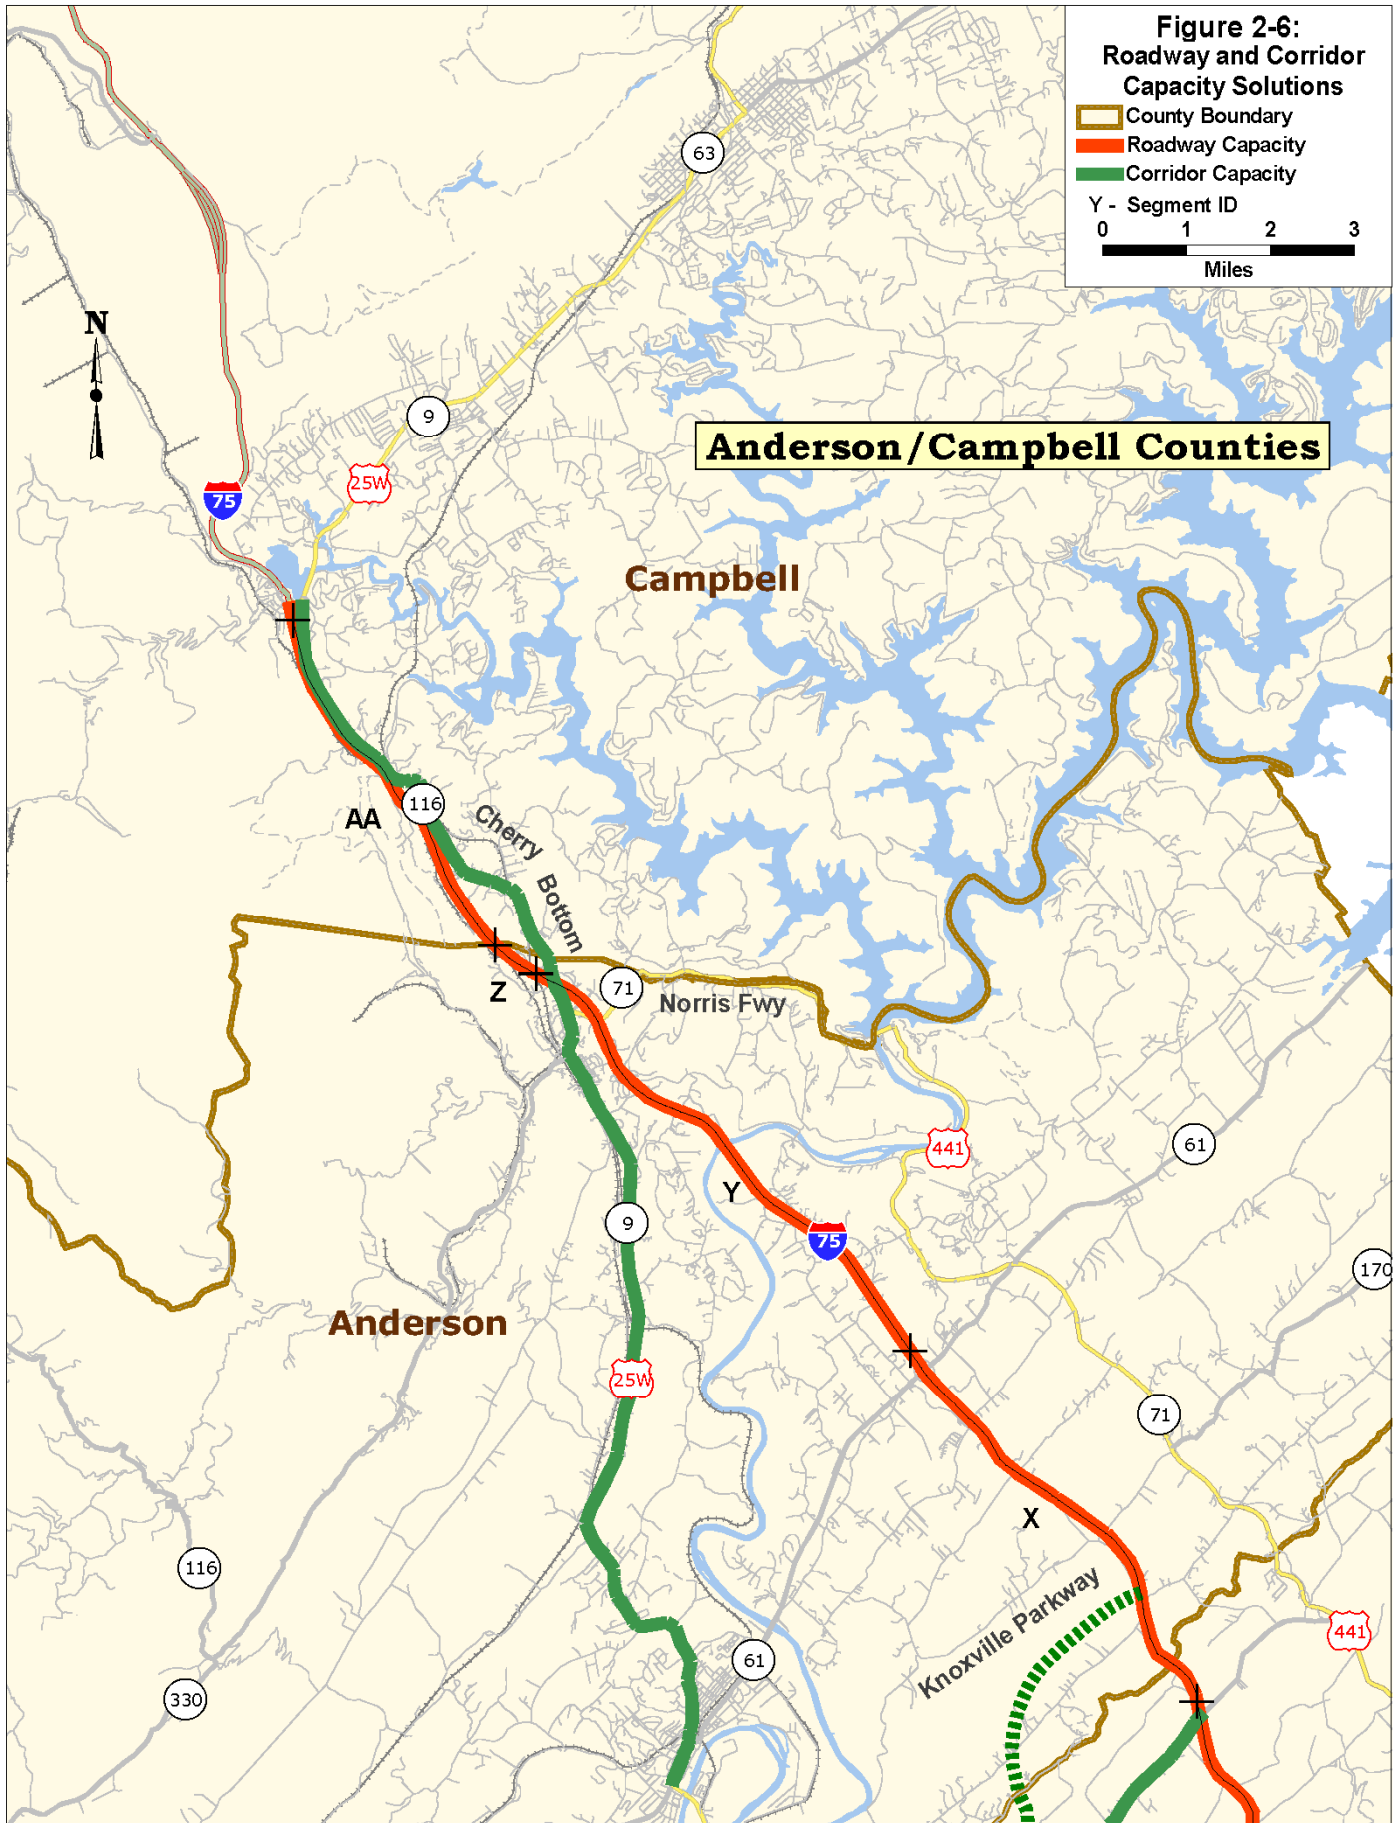 Figure 2-6:
Roadway and Corridor
Capacity Solutions
County Boundary
Roadway Capacity
Corridor Capacity
Y - Segment ID
0 1 2 3
Miles
63
N
9
Anderson/Campbell Counties
25W
75
Campbell
116
AA
Cherry
Bottom
71
Z
Norris Fwy
441
61
Y
9
75
170
Anderson
25W
71
X
116
Knoxville Parkway
441
61
330